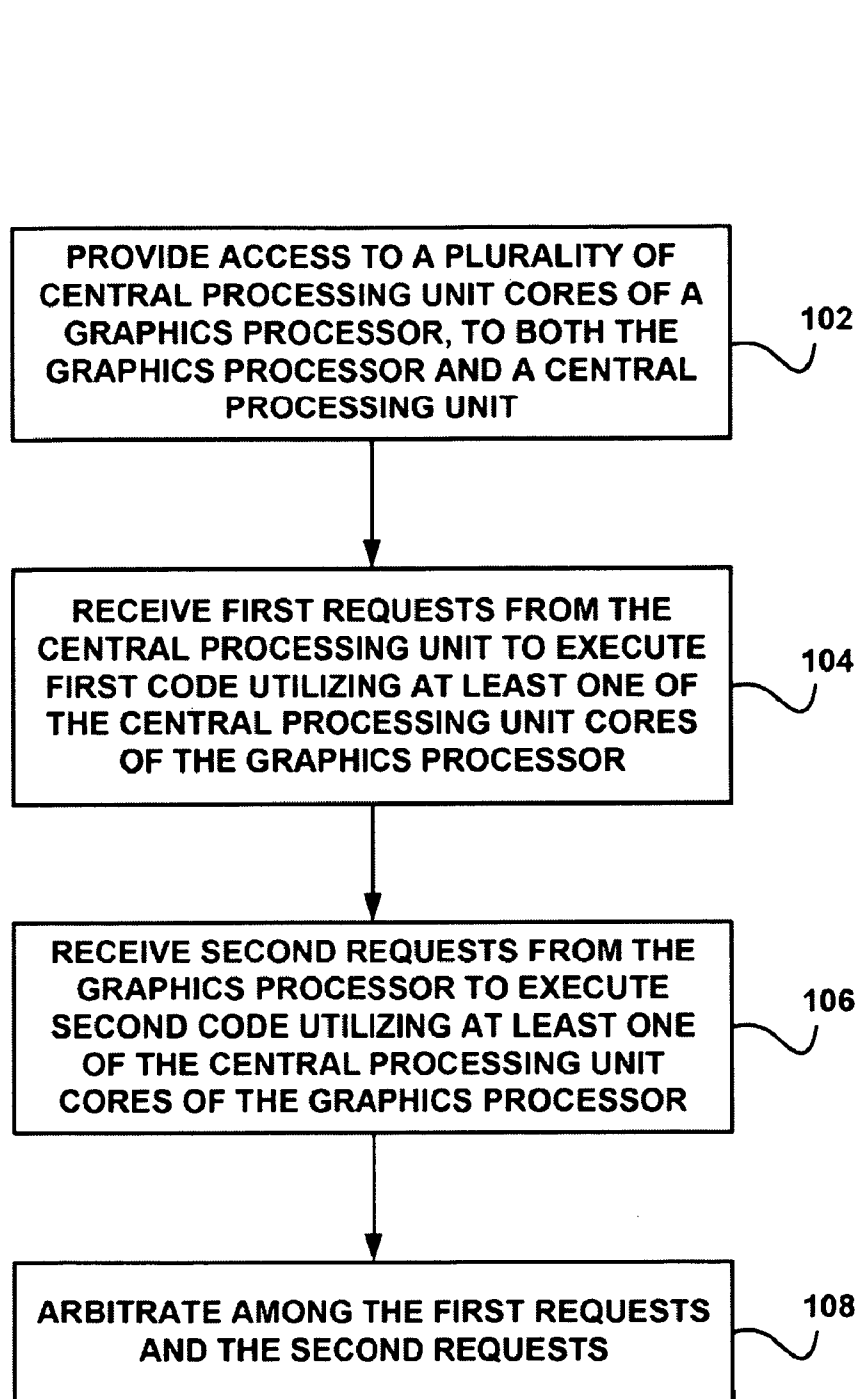 PROVIDE ACCESS TO A PLURALITY OF
CENTRAL PROCESSING UNIT CORES OF A
GRAPHICS PROCESSOR, TO BOTH THE
GRAPHICS PROCESSOR AND A CENTRAL
PROCESSING UNIT
102
RECEIVE FIRST REQUESTS FROM THE
CENTRAL PROCESSING UNIT TO EXECUTE
FIRST CODE UTILIZING AT LEAST ONE OF
THE CENTRAL PROCESSING UNIT CORES
OF THE GRAPHICS PROCESSOR
104
RECEIVE SECOND REQUESTS FROM THE
GRAPHICS PROCESSOR TO EXECUTE
SECOND CODE UTILIZING AT LEAST ONE
OF THE CENTRAL PROCESSING UNIT
CORES OF THE GRAPHICS PROCESSOR
106
ARBITRATE AMONG THE FIRST REQUESTS
AND THE SECOND REQUESTS
108